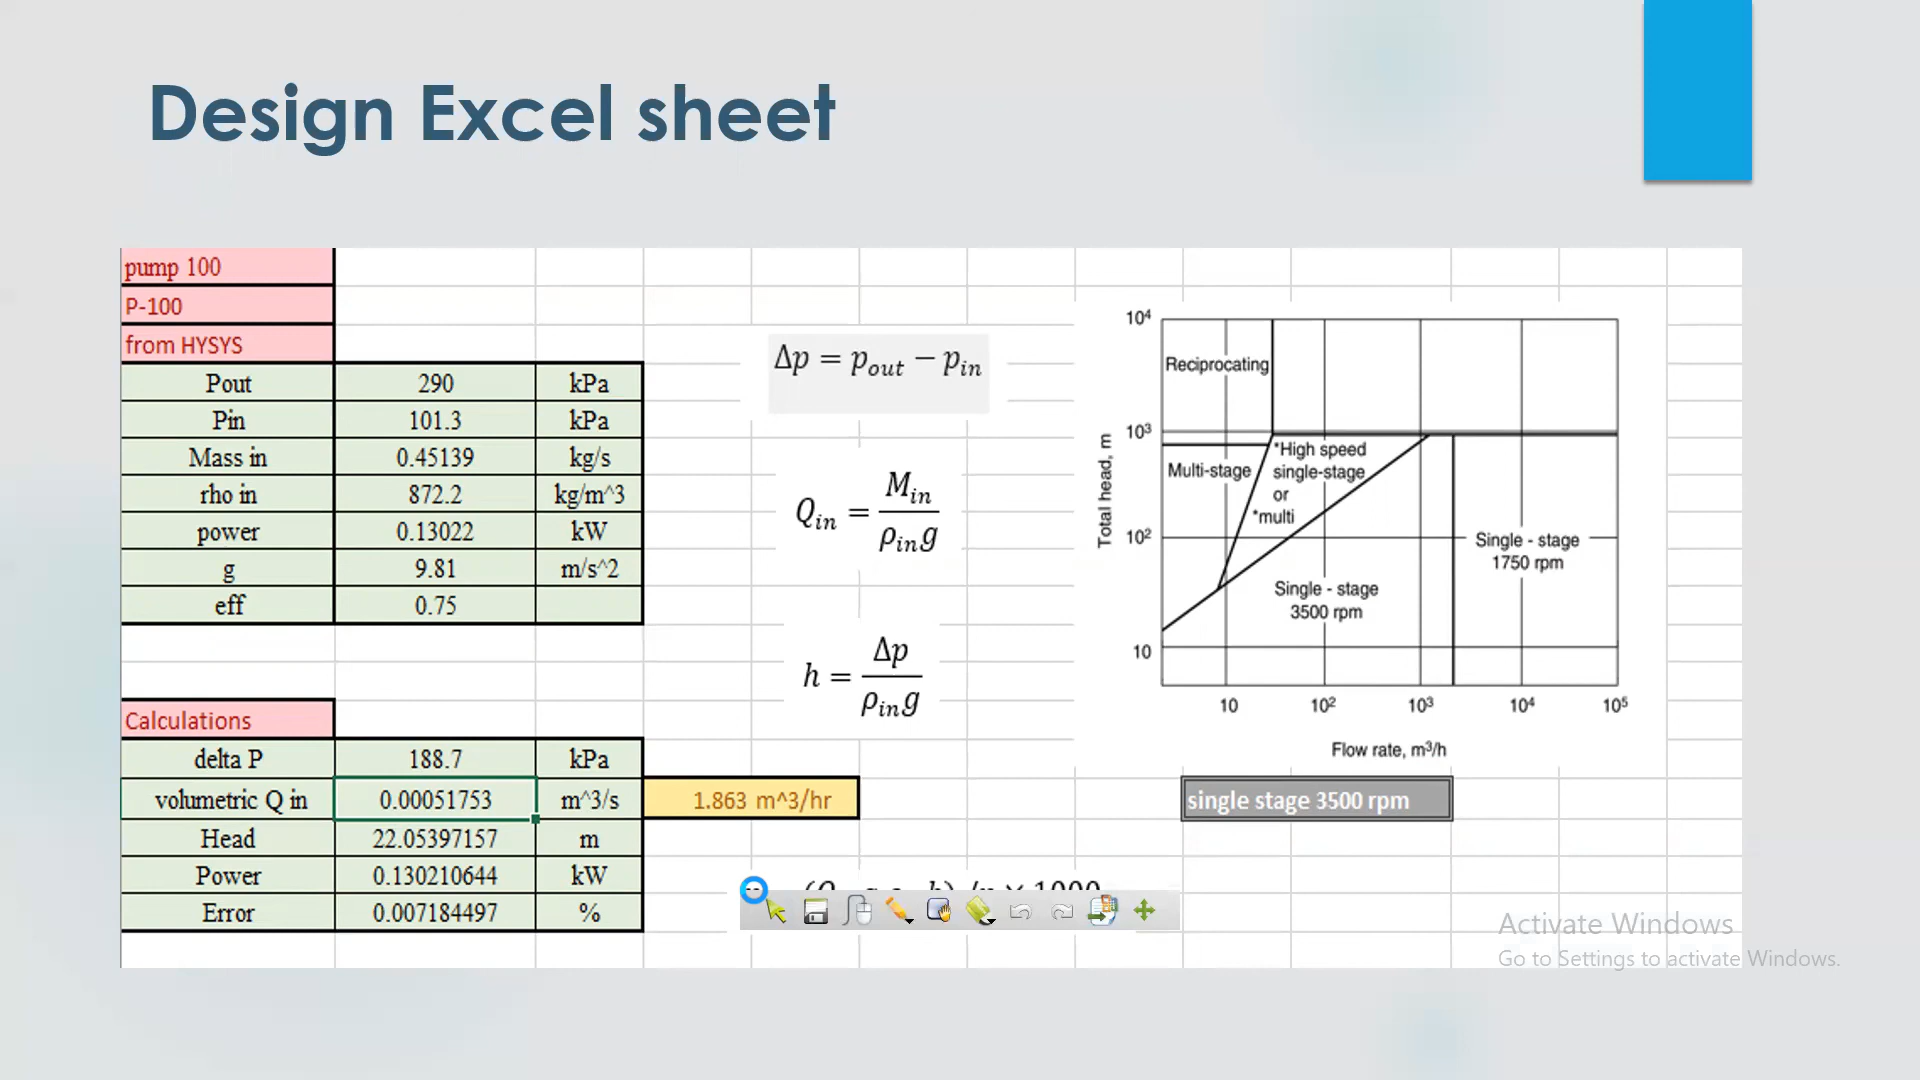 Design Excel sheet
pump 100
P-100
from HYSYS
Pout 290 kPa
Pin 101.3 kPa
Mass in 0.45139 kg/s
rho in 872.2 kg/m^3
power 0.13022 kW
g 9.81 m/s^2
eff 0.75
Calculations
delta P 188.7 kPa
volumetric Q in 0.00051753 m^3/s 1.863 m^3/hr
Head 22.05397157 m
Power 0.130210644 kW
Error 0.007184497 %
Δp = p_out − p_in
Q_in = M_in / ρ_in g
h = Δp / ρ_in g
Total head, m
10⁴
10³
10²
10
Reciprocating
Multi-stage
*High speed
single-stage
or
*multi
Single - stage
3500 rpm
Single - stage
1750 rpm
10 10² 10³ 10⁴ 10⁵
Flow rate, m³/h
single stage 3500 rpm
Activate Windows
Go to Settings to activate Windows.